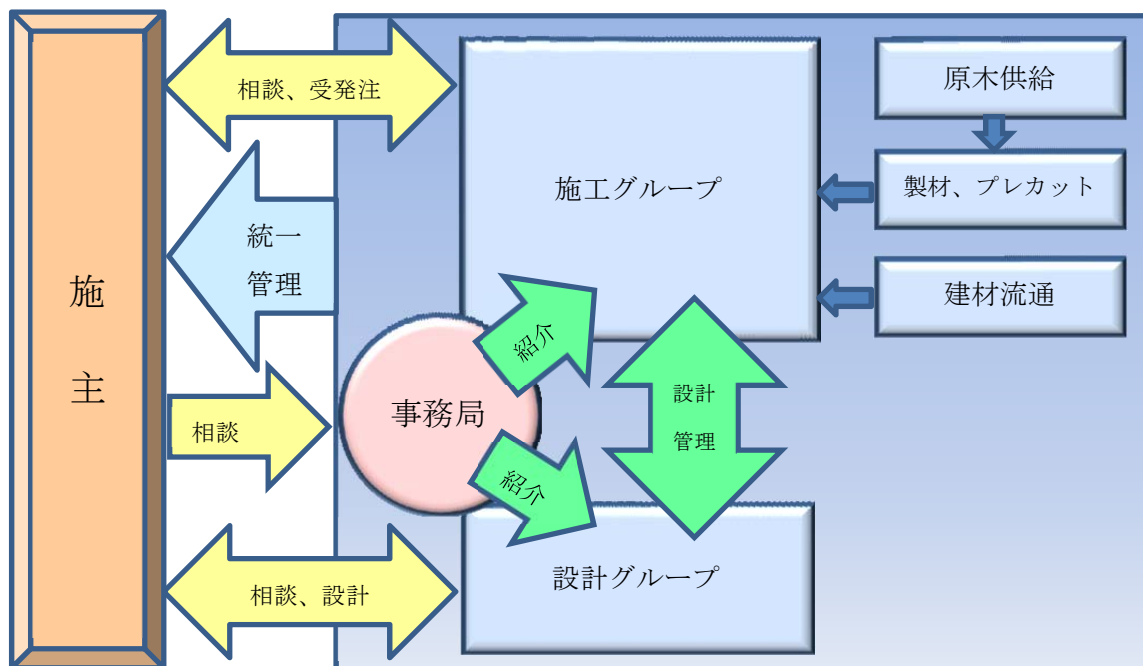 相談、受発注
原木供給
施工グループ
製材、プレカット
統一
管理
建材流通
施
主
紹介
事務局
設計
管理
相談
紹介
設計グループ
相談、設計